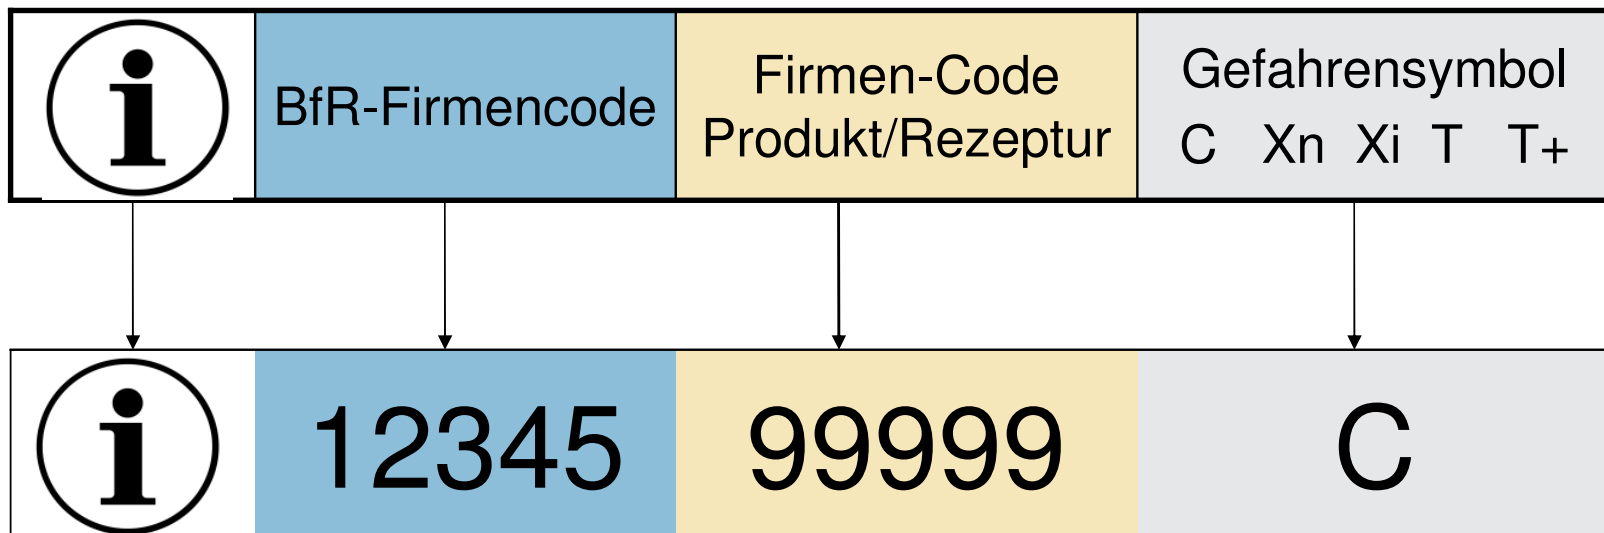 i
BfR-Firmencode
Firmen-Code
Produkt/Rezeptur
Gefahrensymbol
C Xn Xi T T+
i
12345
99999
C